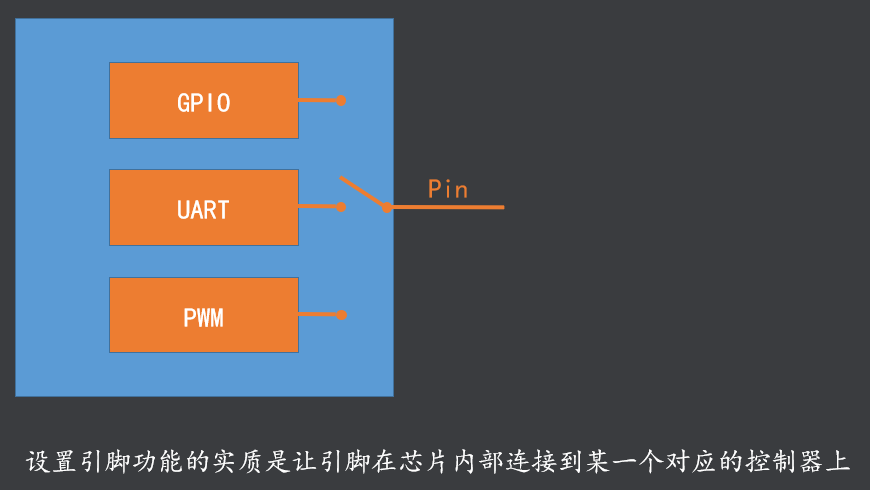 GPIO
UART
Pin
PWM
设置引脚功能的实质是让引脚在芯片内部连接到某一个对应的控制器上